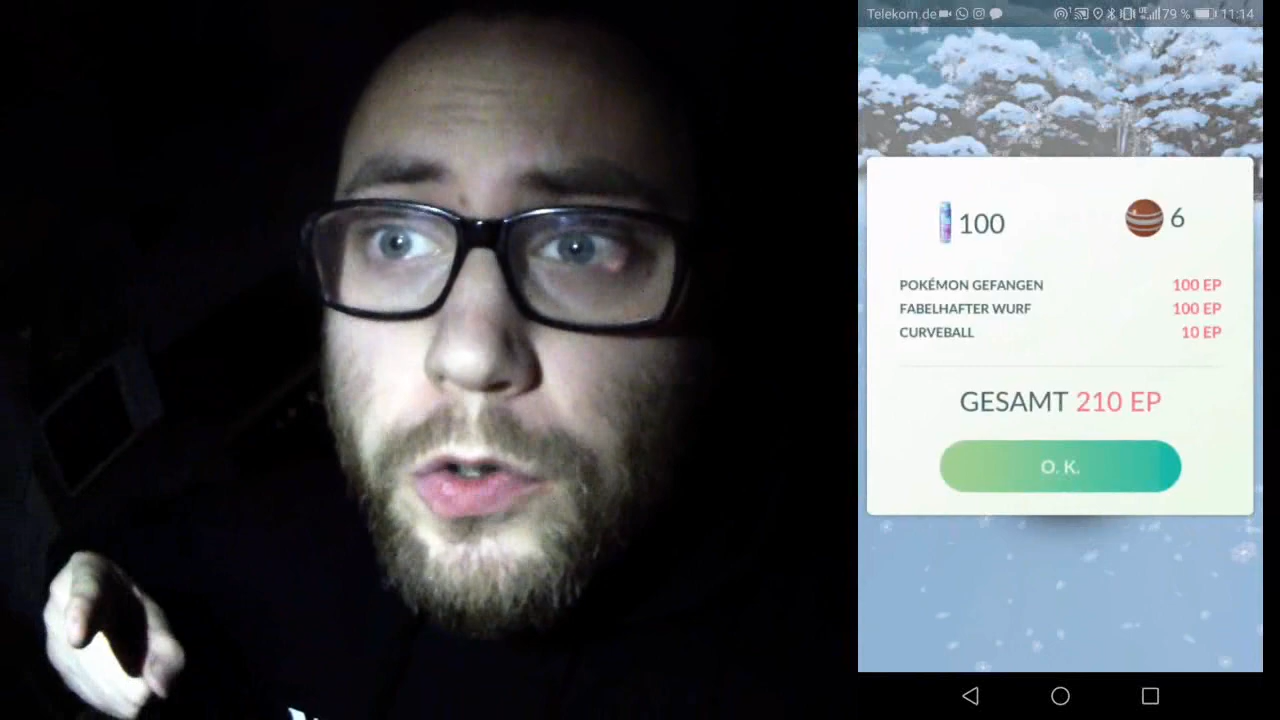 Telekom.de 79 % 11:14
100 6
POKÉMON GEFANGEN 100 EP
FABELHAFTER WURF 100 EP
CURVEBALL 10 EP
GESAMT 210 EP
O. K.